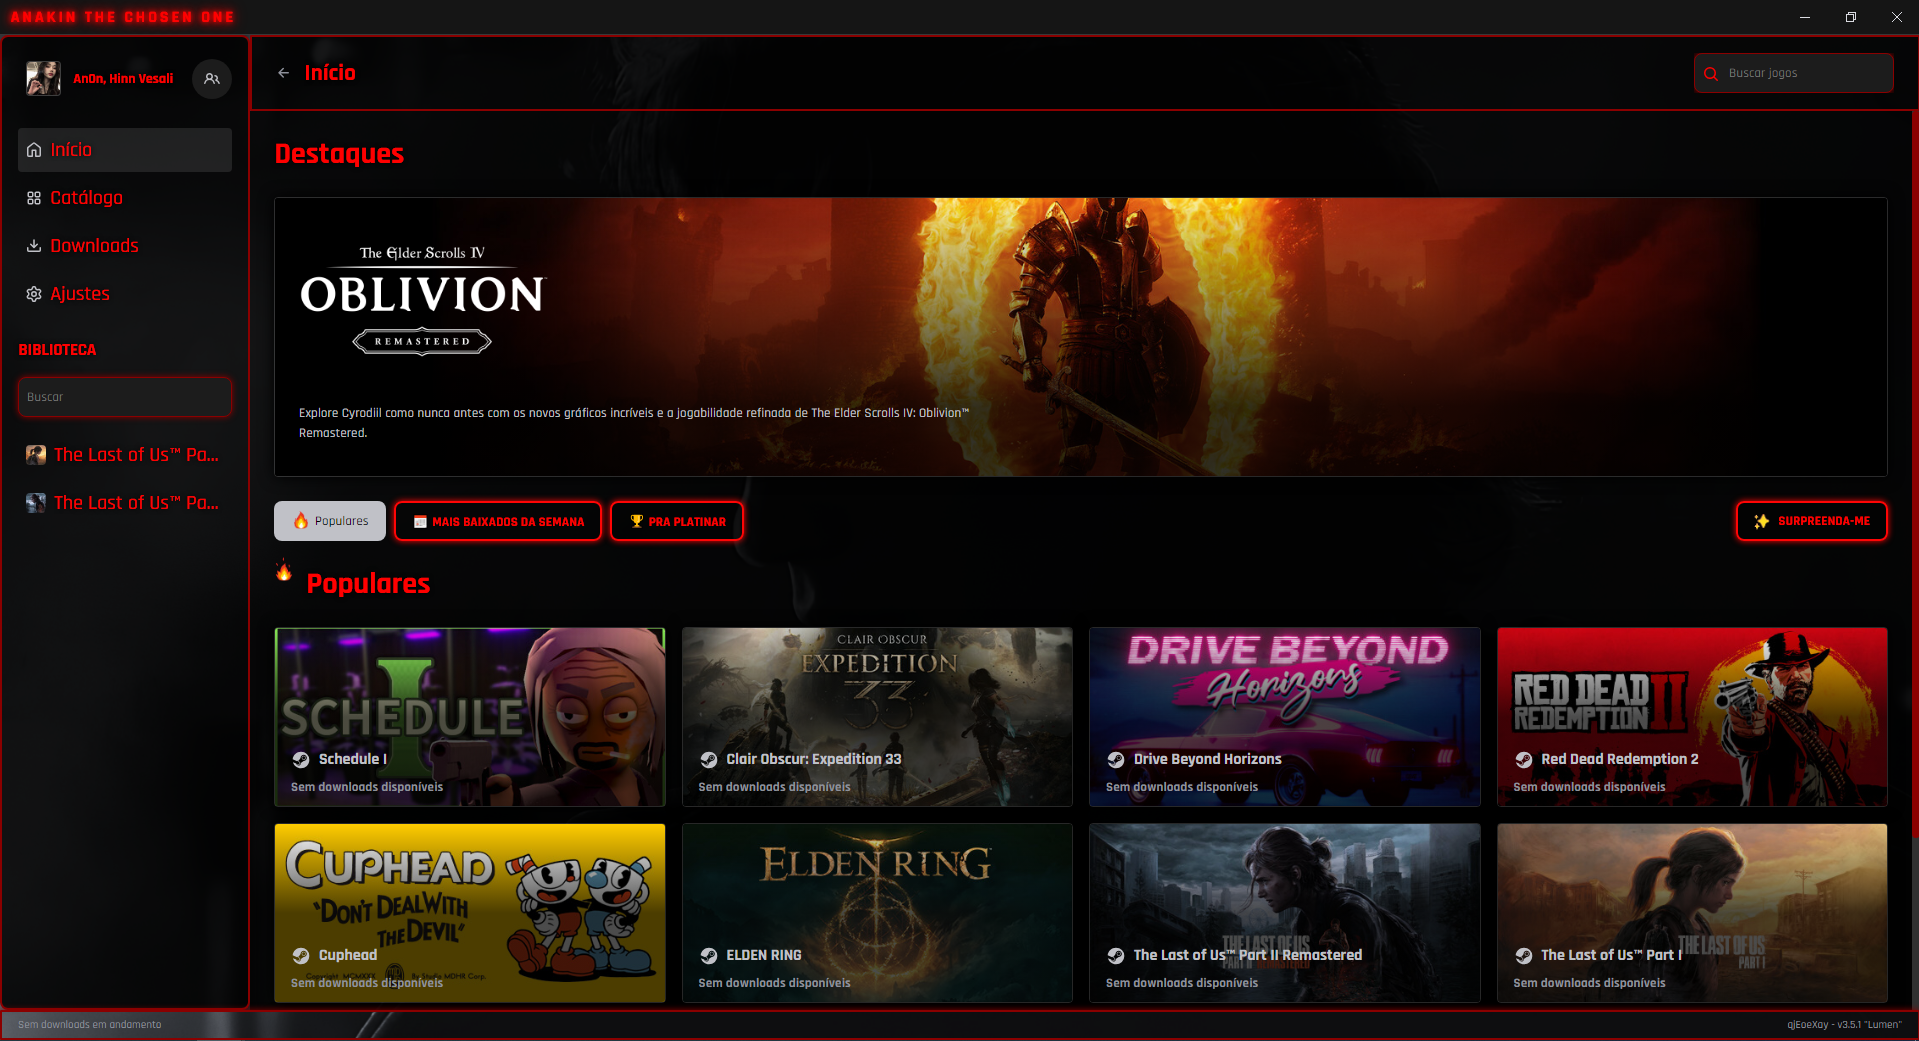 ANAKIN THE CHOSEN ONE
An0n, Hinn Vesali
Início
Catálogo
Downloads
Ajustes
BIBLIOTECA
Buscar
The Last of Us™ Pa...
The Last of Us™ Pa...
Início
Buscar jogos
Destaques
The Elder Scrolls IV
OBLIVION
REMASTERED
Explore Cyrodiil como nunca antes com os novos gráficos incríveis e a jogabilidade refinada de The Elder Scrolls IV: Oblivion™
Remastered.
Populares
MAIS BAIXADOS DA SEMANA
PRA PLATINAR
SURPREENDA-ME
Populares
SCHEDULE I
Schedule I
Sem downloads disponíveis
CLAIR OBSCUR
EXPEDITION
33
Clair Obscur: Expedition 33
Sem downloads disponíveis
DRIVE BEYOND
Horizons
Drive Beyond Horizons
Sem downloads disponíveis
RED DEAD
REDEMPTION II
Red Dead Redemption 2
Sem downloads disponíveis
CUPHEAD
"DON'T DEAL WITH
THE DEVIL"
Cuphead
Sem downloads disponíveis
ELDEN RING
ELDEN RING
Sem downloads disponíveis
THE LAST OF US
PART II REMASTERED
The Last of Us™ Part II Remastered
Sem downloads disponíveis
THE LAST OF US
PART I
The Last of Us™ Part I
Sem downloads disponíveis
Sem downloads em andamento
qjEoeXay - v3.5.1 "Lumen"